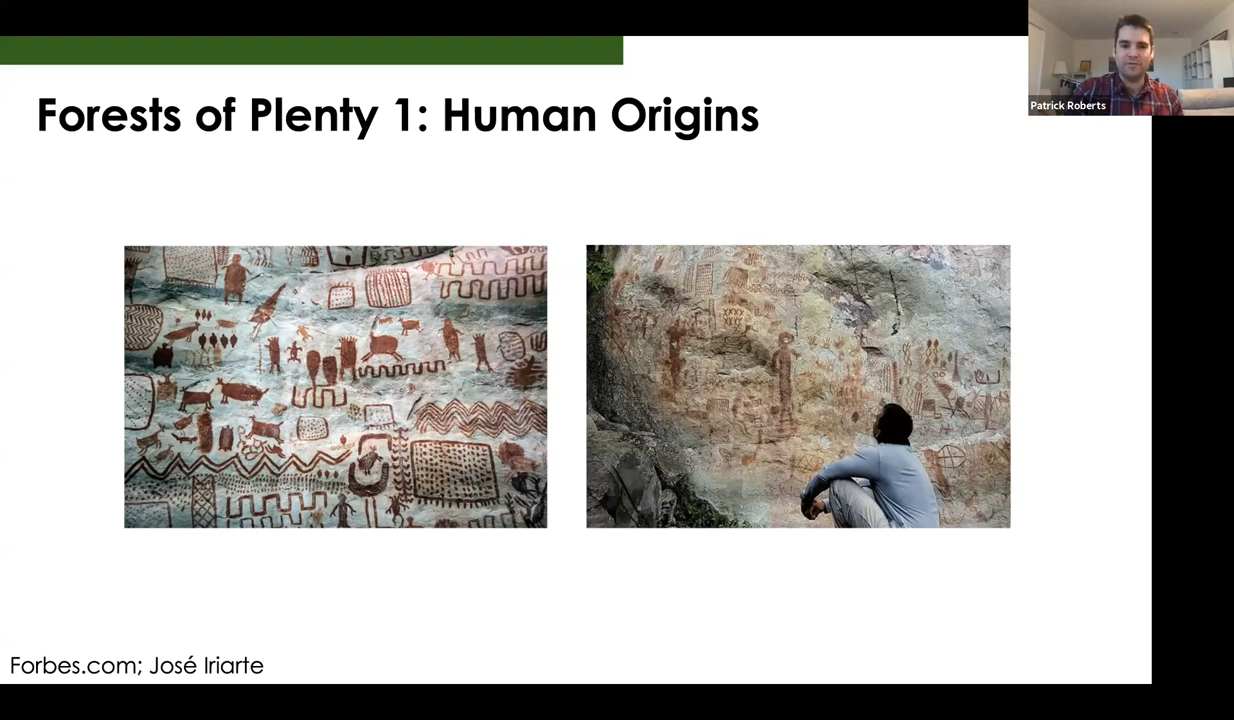 Forests of Plenty 1: Human Origins
Patrick Roberts
Forbes.com; José Iriarte